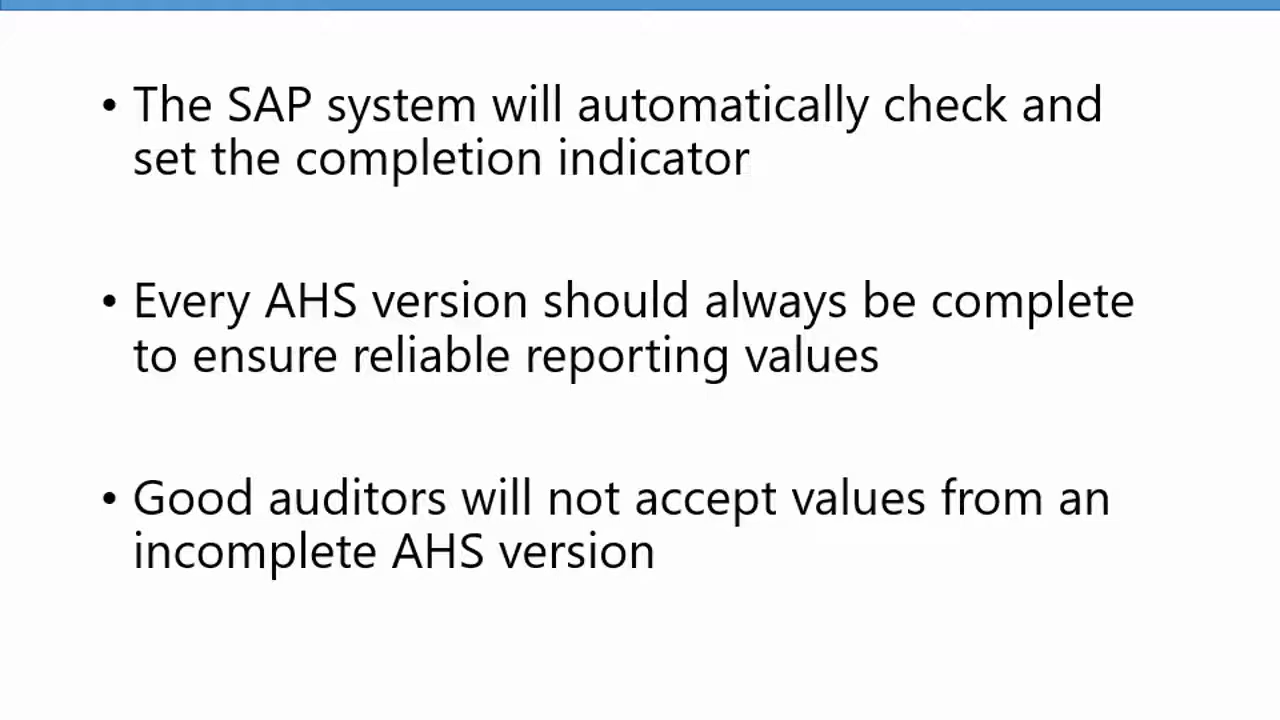 • The SAP system will automatically check and
set the completion indicator
• Every AHS version should always be complete
to ensure reliable reporting values
• Good auditors will not accept values from an
incomplete AHS version